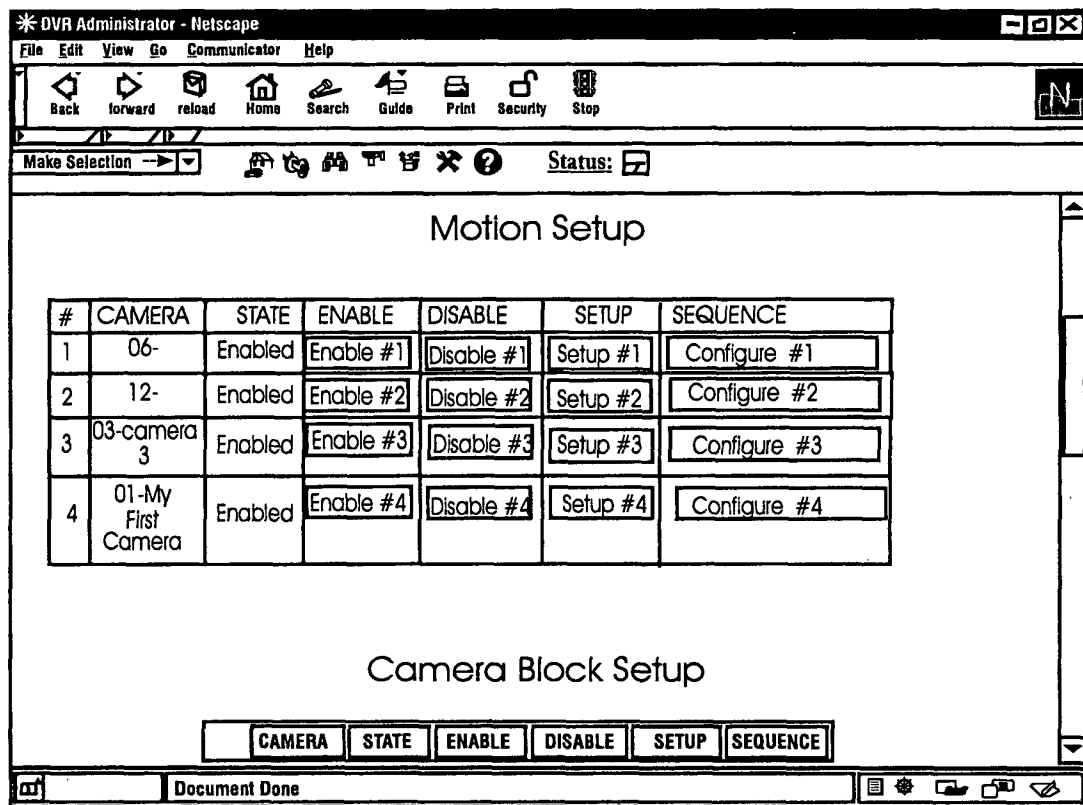 DVR Administrator - Netscape
File Edit View Go Communicator Help
Back forward reload Home Search Guide Print Security Stop
N
Make Selection Status:
Motion Setup
# CAMERA STATE ENABLE DISABLE SETUP SEQUENCE
1 06- Enabled Enable #1 Disable #1 Setup #1 Configure #1
2 12- Enabled Enable #2 Disable #2 Setup #2 Configure #2
3 03-camera 3 Enabled Enable #3 Disable #3 Setup #3 Configure #3
4 01-My First Camera Enabled Enable #4 Disable #4 Setup #4 Configure #4
Camera Block Setup
CAMERA STATE ENABLE DISABLE SETUP SEQUENCE
Document Done